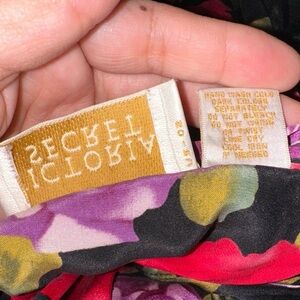 ICTORIA
SECRET
HAND WASH COLD
DARK COLORS
SEPARATELY
DO NOT BLEACH
DO NOT WRING
OR TWIST
LINE DRY
COOL IRON
IF NEEDED